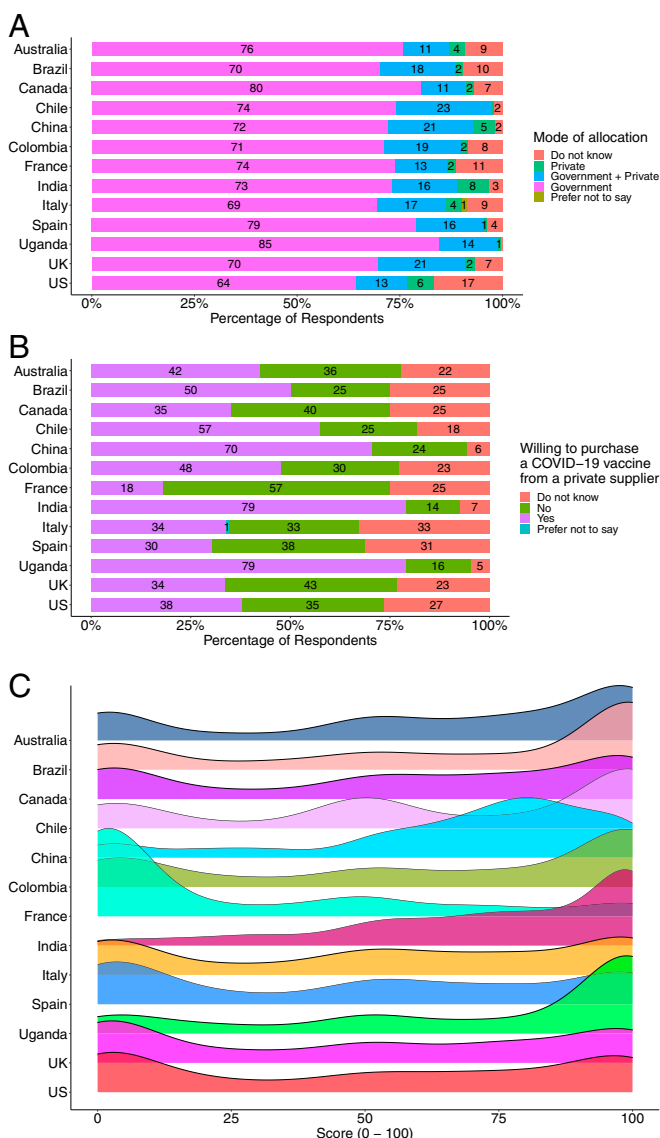 A
Australia 76 11 4 9
Brazil 70 18 2 10
Canada 80 11 2 7
Chile 74 23 2
China 72 21 5 2
Colombia 71 19 2 8
France 74 13 2 11
India 73 16 8 3
Italy 69 17 4 1 9
Spain 79 16 1 4
Uganda 85 14 1
UK 70 21 2 7
US 64 13 6 17
0% 25% 50% 75% 100%
Percentage of Respondents
Mode of allocation
Do not know
Private
Government + Private
Government
Prefer not to say
B
Australia 42 36 22
Brazil 50 25 25
Canada 35 40 25
Chile 57 25 18
China 70 24 6
Colombia 48 30 23
France 18 57 25
India 79 14 7
Italy 34 1 33 33
Spain 30 38 31
Uganda 79 16 5
UK 34 43 23
US 38 35 27
0% 25% 50% 75% 100%
Percentage of Respondents
Willing to purchase
a COVID−19 vaccine
from a private supplier
Do not know
No
Yes
Prefer not to say
C
Australia
Brazil
Canada
Chile
China
Colombia
France
India
Italy
Spain
Uganda
UK
US
0 25 50 75 100
Score (0 − 100)